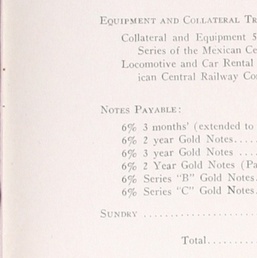 EQUIPMENT AND COLLATERAL TR
Collateral and Equipment 5
Series of the Mexican Ce
Locomotive and Car Rental
ican Central Railway Co
NOTES PAYABLE:
6% 3 months' (extended to
6% 2 year Gold Notes.....
6% 3 year Gold Notes ....
6% 2 Year Gold Notes (Pa
6% Series "B" Gold Notes.
6% Series "C" Gold Notes.
SUNDRY ....................
Total.........